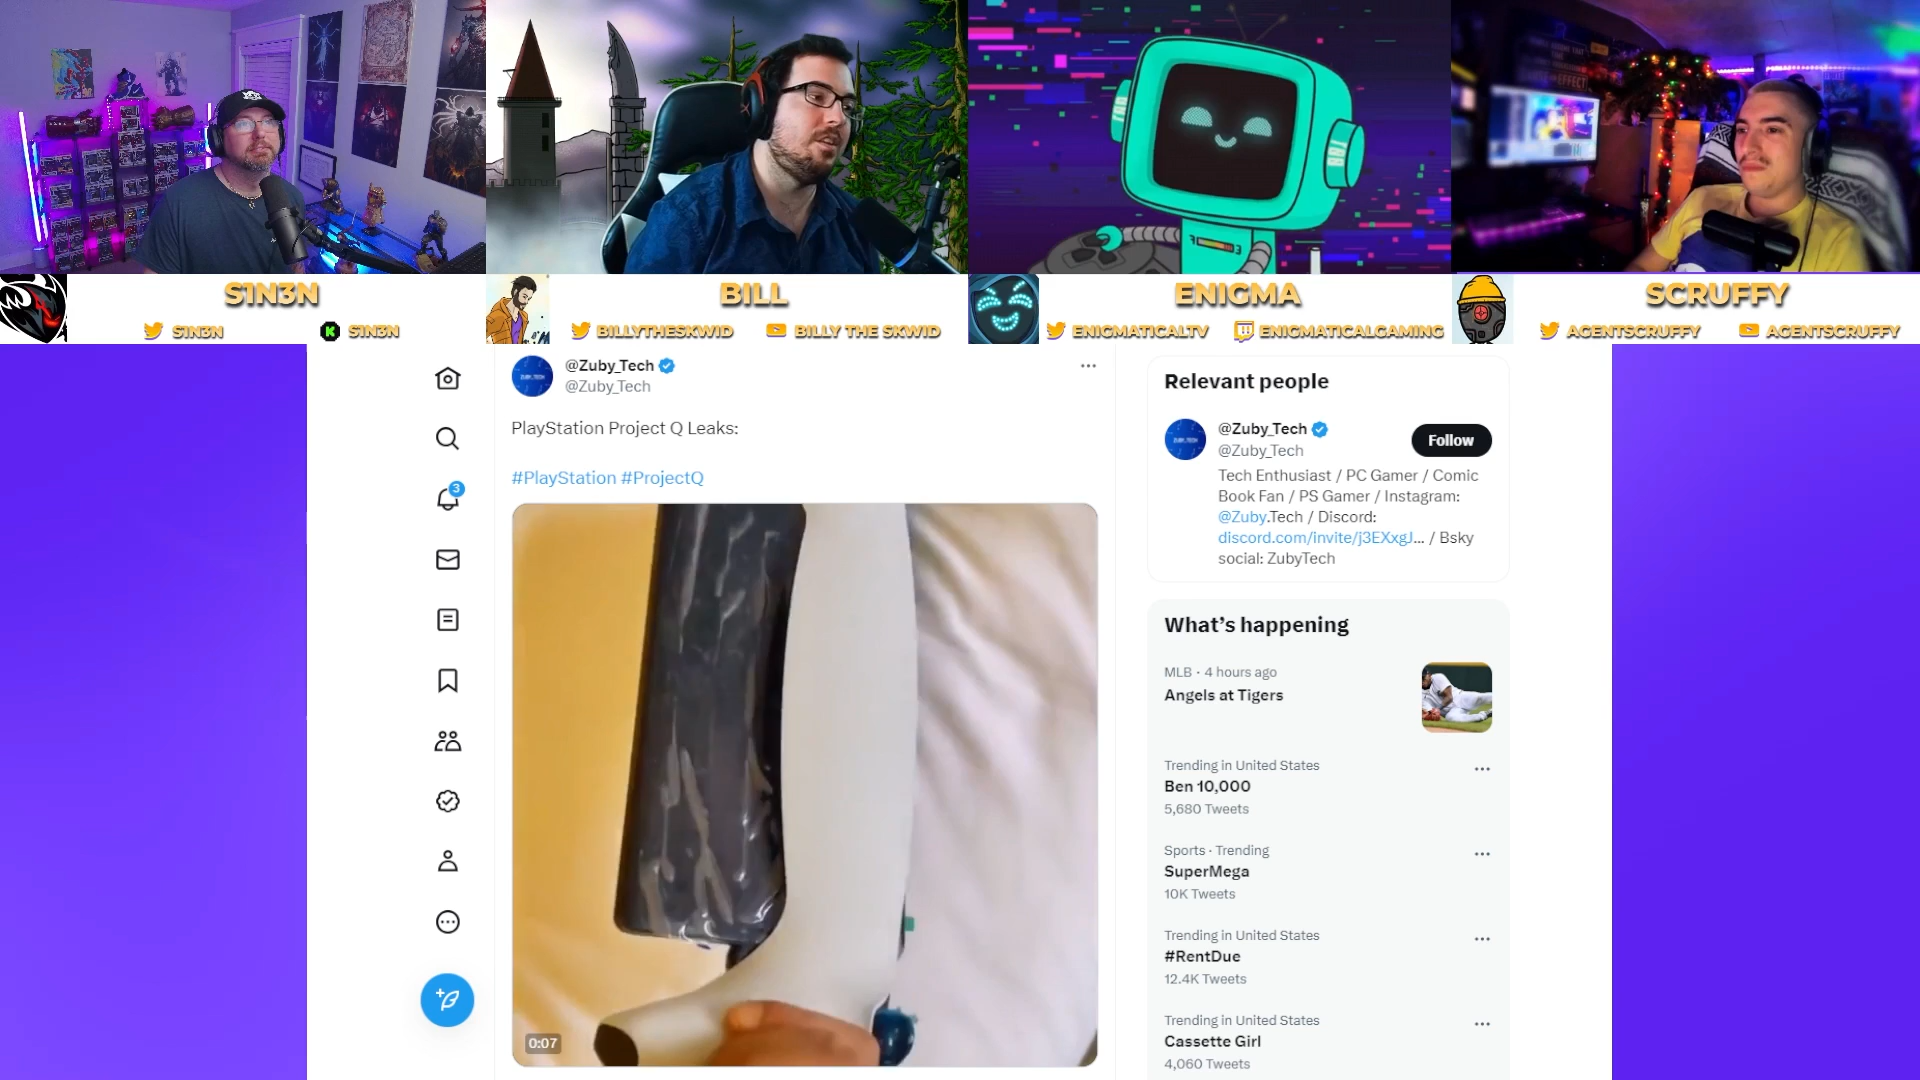 S1N3N
S1N3N
S1N3N
BILL
BILLYTHESKWID
BILLY THE SKWID
ENIGMA
ENIGMATICALTV
ENIGMATICALGAMING
SCRUFFY
AGENTSCRUFFY
AGENTSCRUFFY
@Zuby_Tech
@Zuby_Tech
PlayStation Project Q Leaks:
#PlayStation #ProjectQ
0:07
3
Relevant people
@Zuby_Tech
@Zuby_Tech
Follow
Tech Enthusiast / PC Gamer / Comic
Book Fan / PS Gamer / Instagram:
@Zuby.Tech / Discord:
discord.com/invite/j3EXxgJ… / Bsky
social: ZubyTech
What's happening
MLB · 4 hours ago
Angels at Tigers
Trending in United States
Ben 10,000
5,680 Tweets
Sports · Trending
SuperMega
10K Tweets
Trending in United States
#RentDue
12.4K Tweets
Trending in United States
Cassette Girl
4,060 Tweets